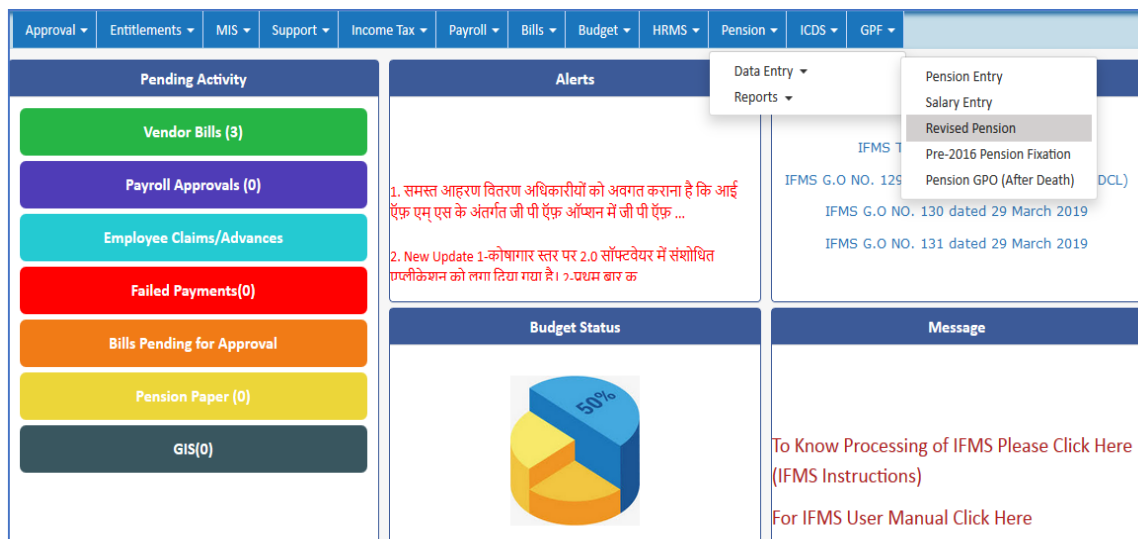 Approval Entitlements MIS Support Income Tax Payroll Bills Budget HRMS Pension ICDS GPF
Data Entry
Reports
Pension Entry
Salary Entry
Revised Pension
Pre-2016 Pension Fixation
Pension GPO (After Death)
Pending Activity
Vendor Bills (3)
Payroll Approvals (0)
Employee Claims/Advances
Failed Payments(0)
Bills Pending for Approval
Pension Paper (0)
GIS(0)
Alerts
1. समस्त आहरण वितरण अधिकारीयों को अवगत कराना है कि आई
ऍफ़ एम् एस के अंतर्गत जी पी ऍफ़ ऑप्शन में जी पी ऍफ़ ...
2. New Update 1-कोषागार स्तर पर 2.0 सॉफ्टवेयर में संशोधित
एप्लीकेशन को लगा दिया गया है। 2-प्रथम बार क
IFMS
IFMS G.O NO. 129 DCL)
IFMS G.O NO. 130 dated 29 March 2019
IFMS G.O NO. 131 dated 29 March 2019
Budget Status
50%
Message
To Know Processing of IFMS Please Click Here
(IFMS Instructions)
For IFMS User Manual Click Here